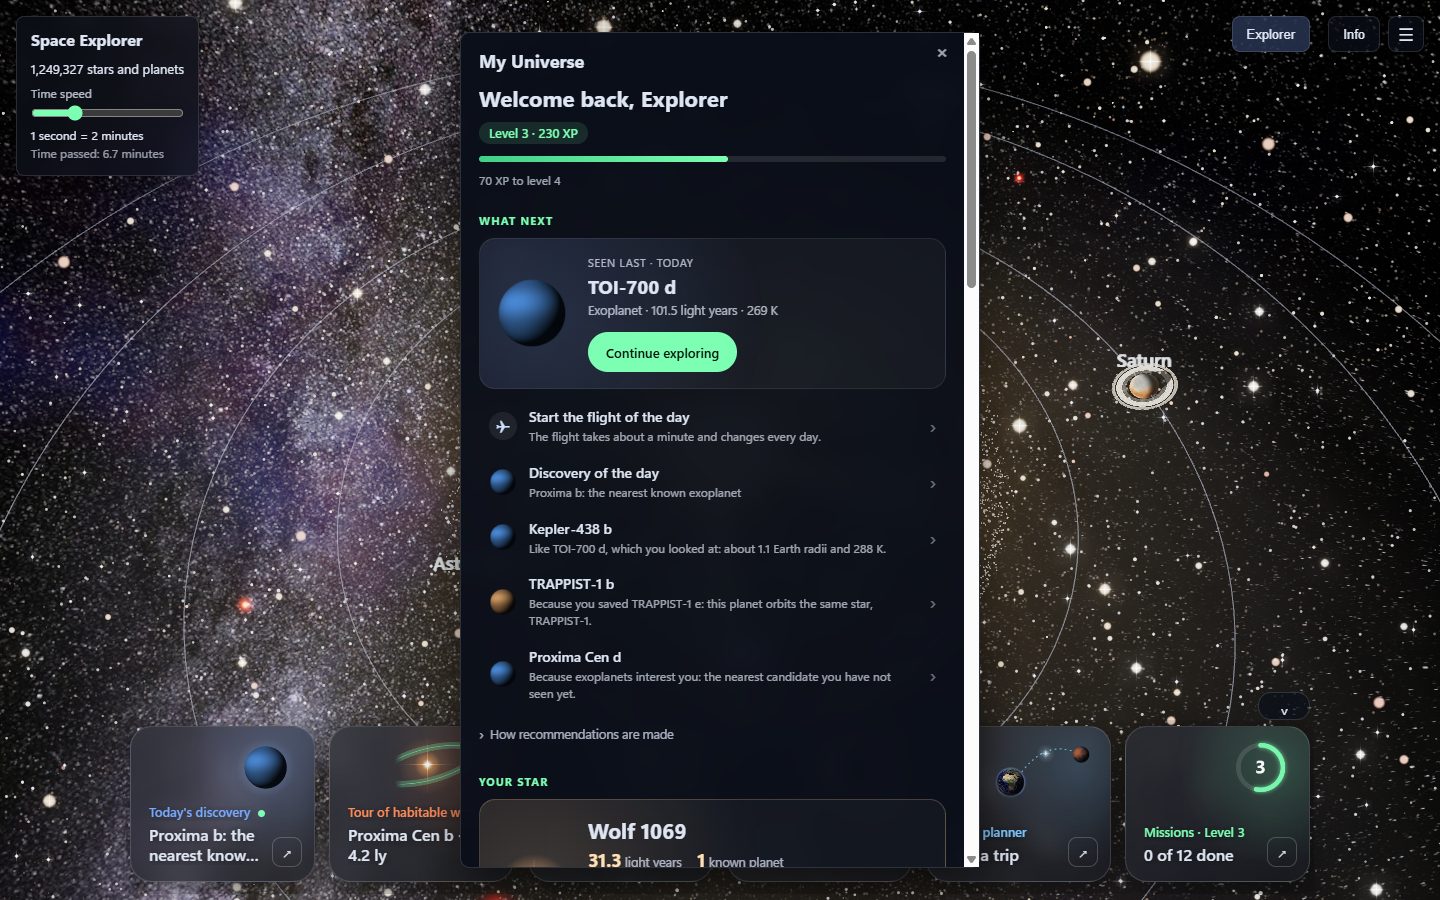 Space Explorer
1,249,327 stars and planets
Time speed
1 second = 2 minutes
Time passed: 6.7 minutes
Explorer
Info
My Universe
Welcome back, Explorer
Level 3 · 230 XP
70 XP to level 4
WHAT NEXT
SEEN LAST · TODAY
TOI-700 d
Exoplanet · 101.5 light years · 269 K
Continue exploring
Start the flight of the day
The flight takes about a minute and changes every day.
Discovery of the day
Proxima b: the nearest known exoplanet
Kepler-438 b
Like TOI-700 d, which you looked at: about 1.1 Earth radii and 288 K.
TRAPPIST-1 b
Because you saved TRAPPIST-1 e: this planet orbits the same star,
TRAPPIST-1.
Proxima Cen d
Because exoplanets interest you: the nearest candidate you have not
seen yet.
How recommendations are made
YOUR STAR
Wolf 1069
31.3 light years 1 known planet
Saturn
Ast
v
Today's discovery
Proxima b: the
nearest know...
Tour of habitable w
Proxima Cen b ·
4.2 ly
planner
a trip
3
Missions · Level 3
0 of 12 done